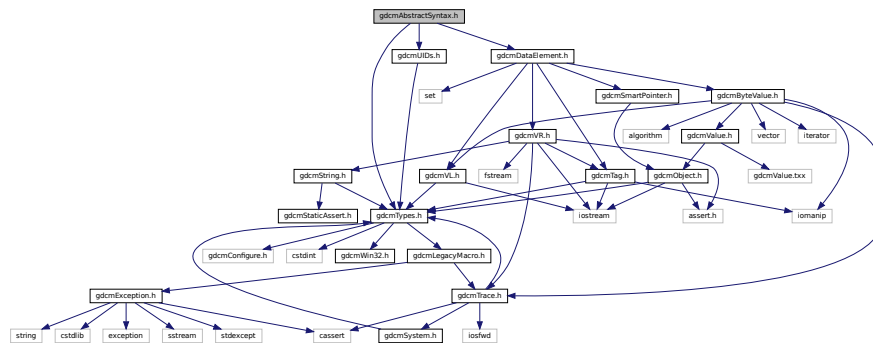 gdcmAbstractSyntax.h
gdcmUIDs.h
gdcmDataElement.h
set
gdcmSmartPointer.h
gdcmByteValue.h
gdcmVR.h
algorithm
gdcmValue.h
vector
iterator
gdcmString.h
gdcmVL.h
fstream
gdcmTag.h
gdcmObject.h
gdcmValue.txx
gdcmStaticAssert.h
gdcmTypes.h
iostream
assert.h
iomanip
gdcmConfigure.h
cstdint
gdcmWin32.h
gdcmLegacyMacro.h
gdcmException.h
gdcmTrace.h
string
cstdlib
exception
sstream
stdexcept
cassert
gdcmSystem.h
iosfwd